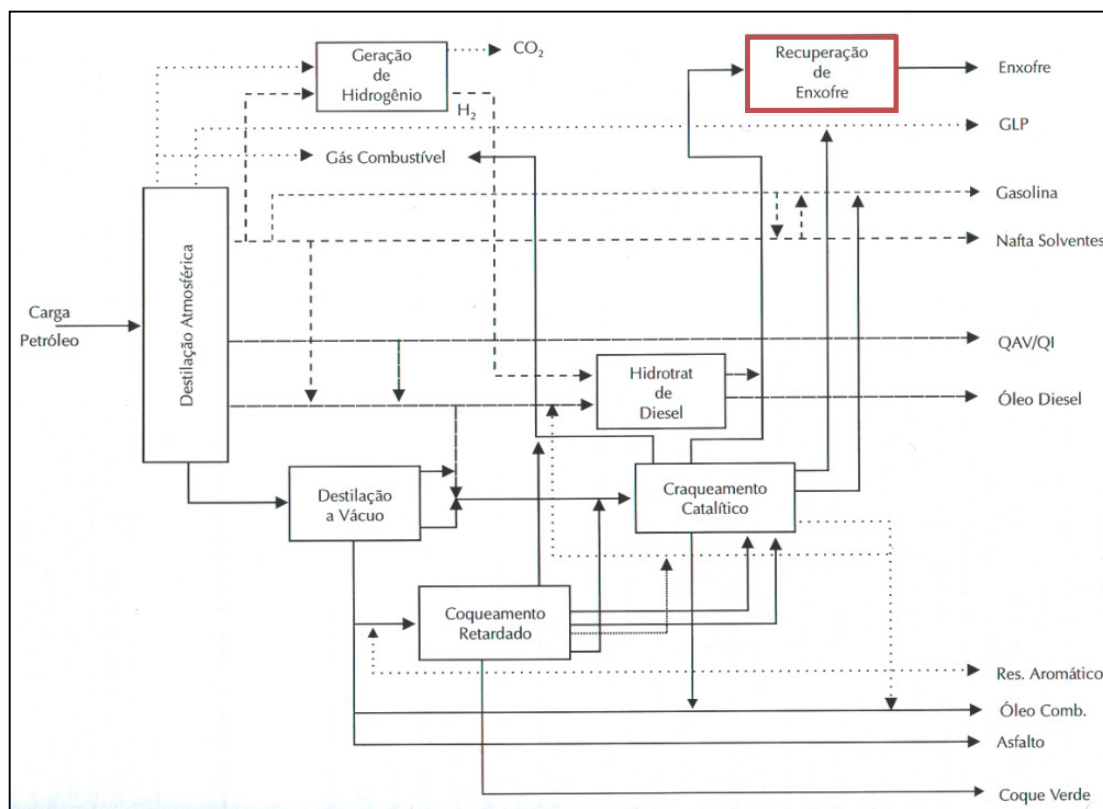 Geração
de
Hidrogênio
CO₂
Recuperação
de
Enxofre
Enxofre
H₂
GLP
Gás Combustível
Gasolina
Destilação Atmosférica
Nafta Solventes
Carga
Petróleo
QAV/QI
Hidrotrat
de
Diesel
Óleo Diesel
Destilação
a Vácuo
Craqueamento
Catalítico
Coqueamento
Retardado
Res. Aromático
Óleo Comb.
Asfalto
Coque Verde